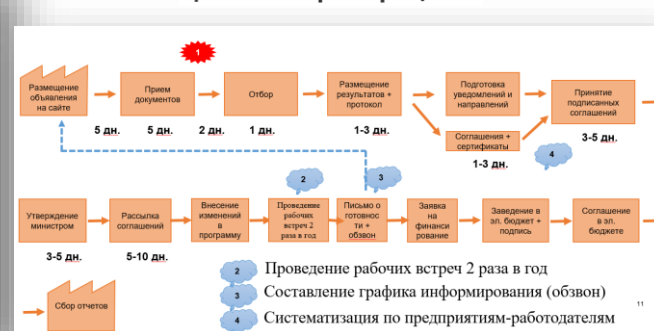 1
Размещение
объявления
на сайте
Прием
документов
Отбор
Размещение
результатов +
протокол
Подготовка
уведомлений и
направлений
Соглашения +
сертификаты
Принятие
подписанных
соглашений
5 дн.
5 дн.
2 дн.
1 дн.
1-3 дн.
1-3 дн.
3-5 дн.
4
2
3
Утверждение
министром
Рассылка
соглашений
Внесение
изменений
в
программу
Проведение
рабочих
встреч 2
раза в год
Письмо о
готовнос
ти +
обзвон
Заявка
на
финанси
рование
Заведение в
эл. бюджет +
подпись
Соглашение
в эл.
бюджете
3-5 дн.
5-10 дн.
Сбор отчетов
2 Проведение рабочих встреч 2 раза в год
3 Составление графика информирования (обзвон)
4 Систематизация по предприятиям-работодателям
11